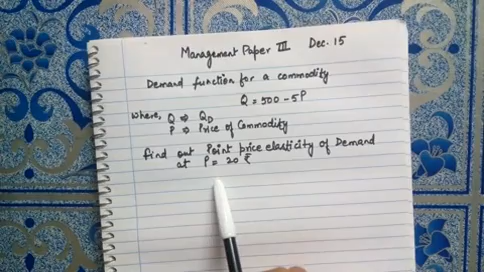 Management Paper III Dec. 15
Demand function for a commodity
Q = 500 - 5P
Where, Q ⇒ QD
P ⇒ Price of Commodity
find out Point price elasticity of Demand
at P = 20 ₹